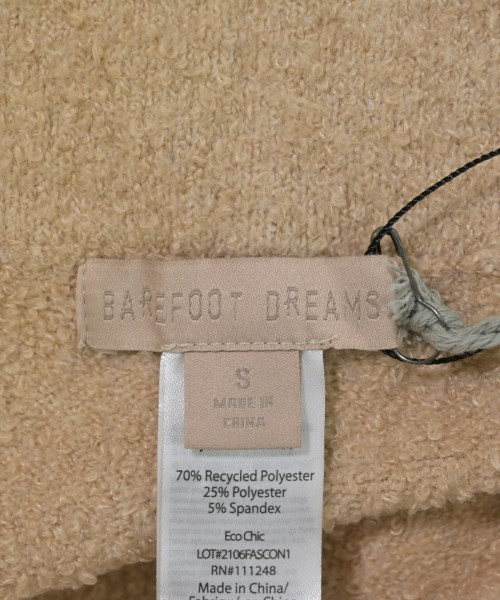 BAREFOOT DREAMS
S
MADE IN
CHINA
70% Recycled Polyester
25% Polyester
5% Spandex
Eco Chic
LOT#2106FASCON1
RN#111248
Made in China/